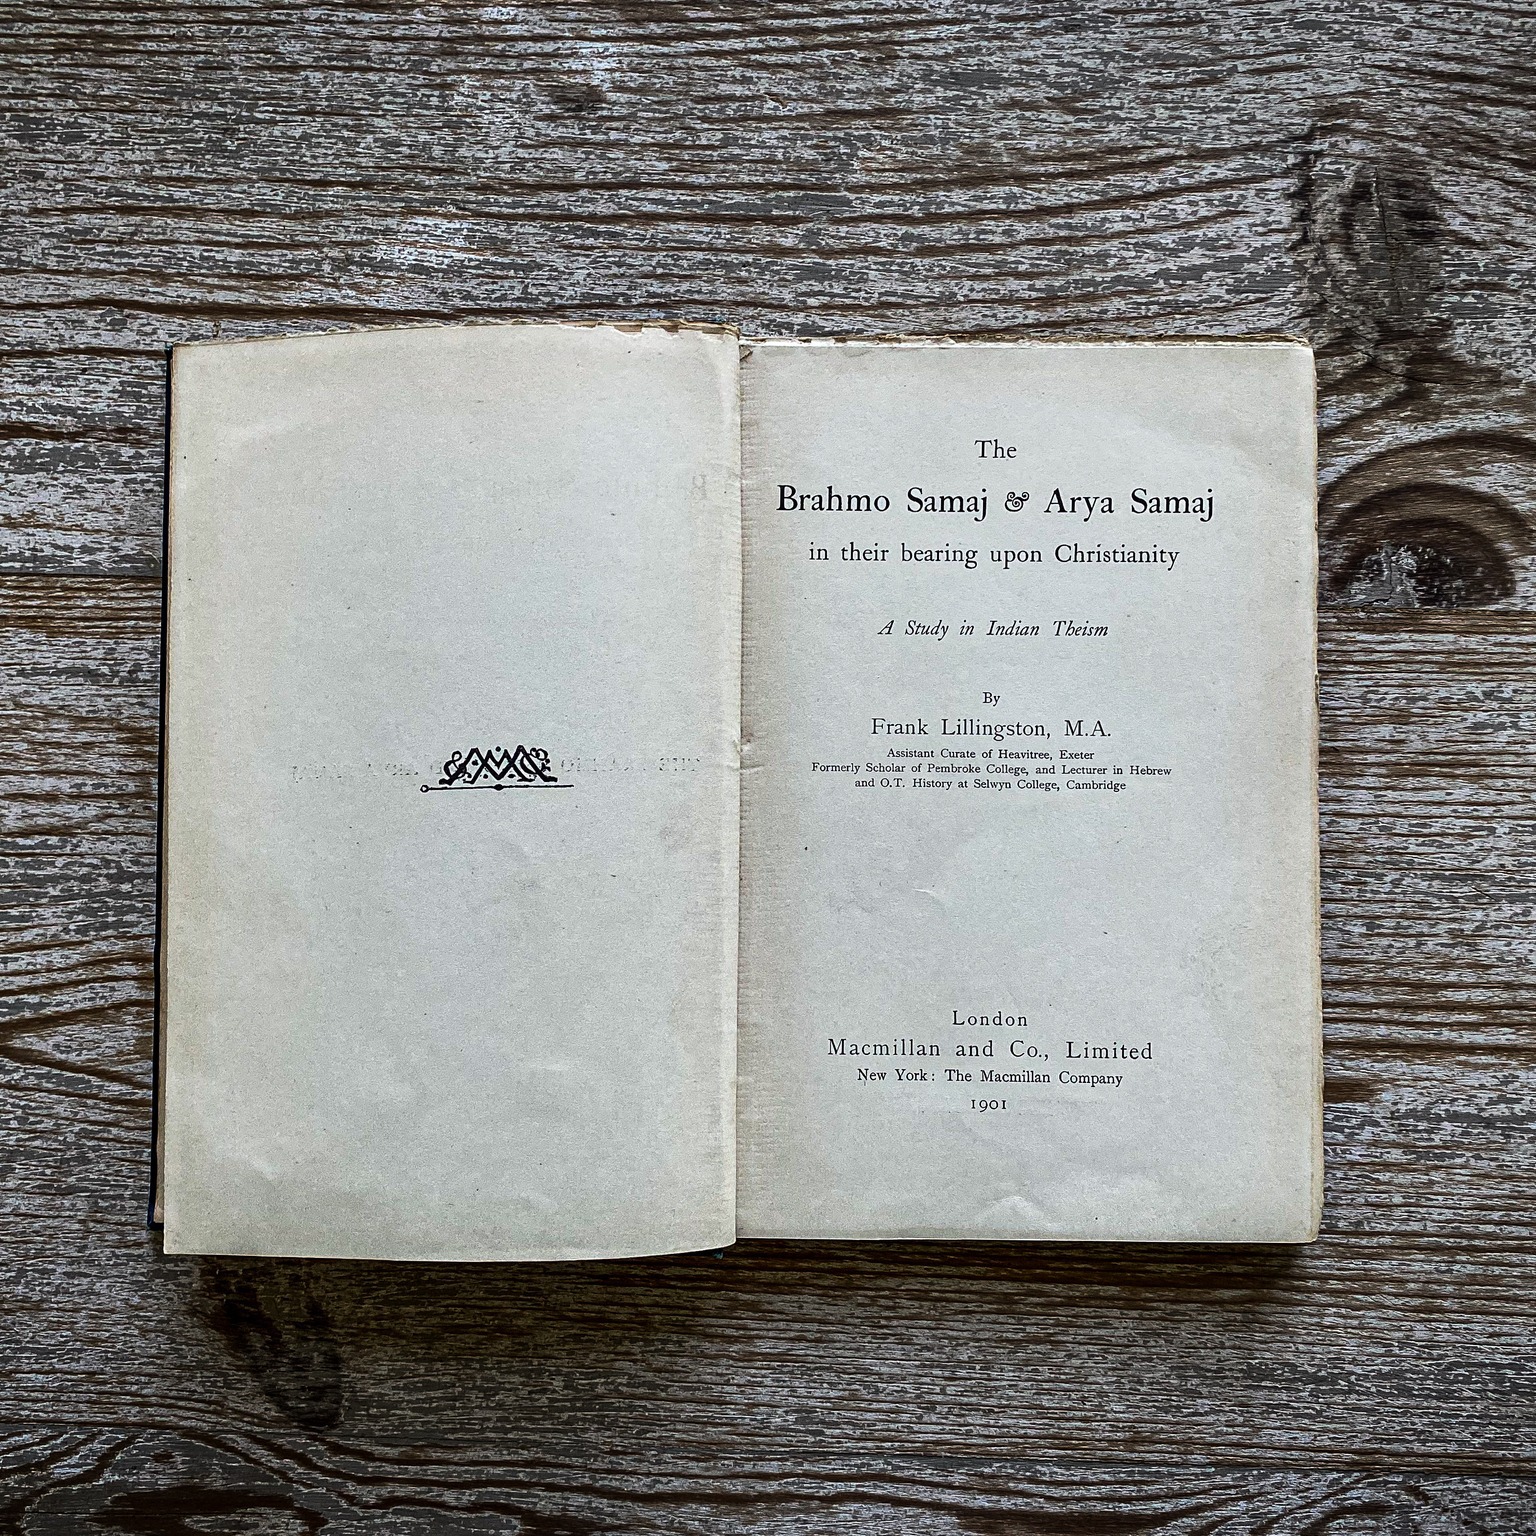 The
Brahmo Samaj & Arya Samaj
in their bearing upon Christianity
A Study in Indian Theism
By
Frank Lillingston, M.A.
Assistant Curate of Heavitree, Exeter
Formerly Scholar of Pembroke College, and Lecturer in Hebrew
and O.T. History at Selwyn College, Cambridge
London
Macmillan and Co., Limited
New York: The Macmillan Company
1901